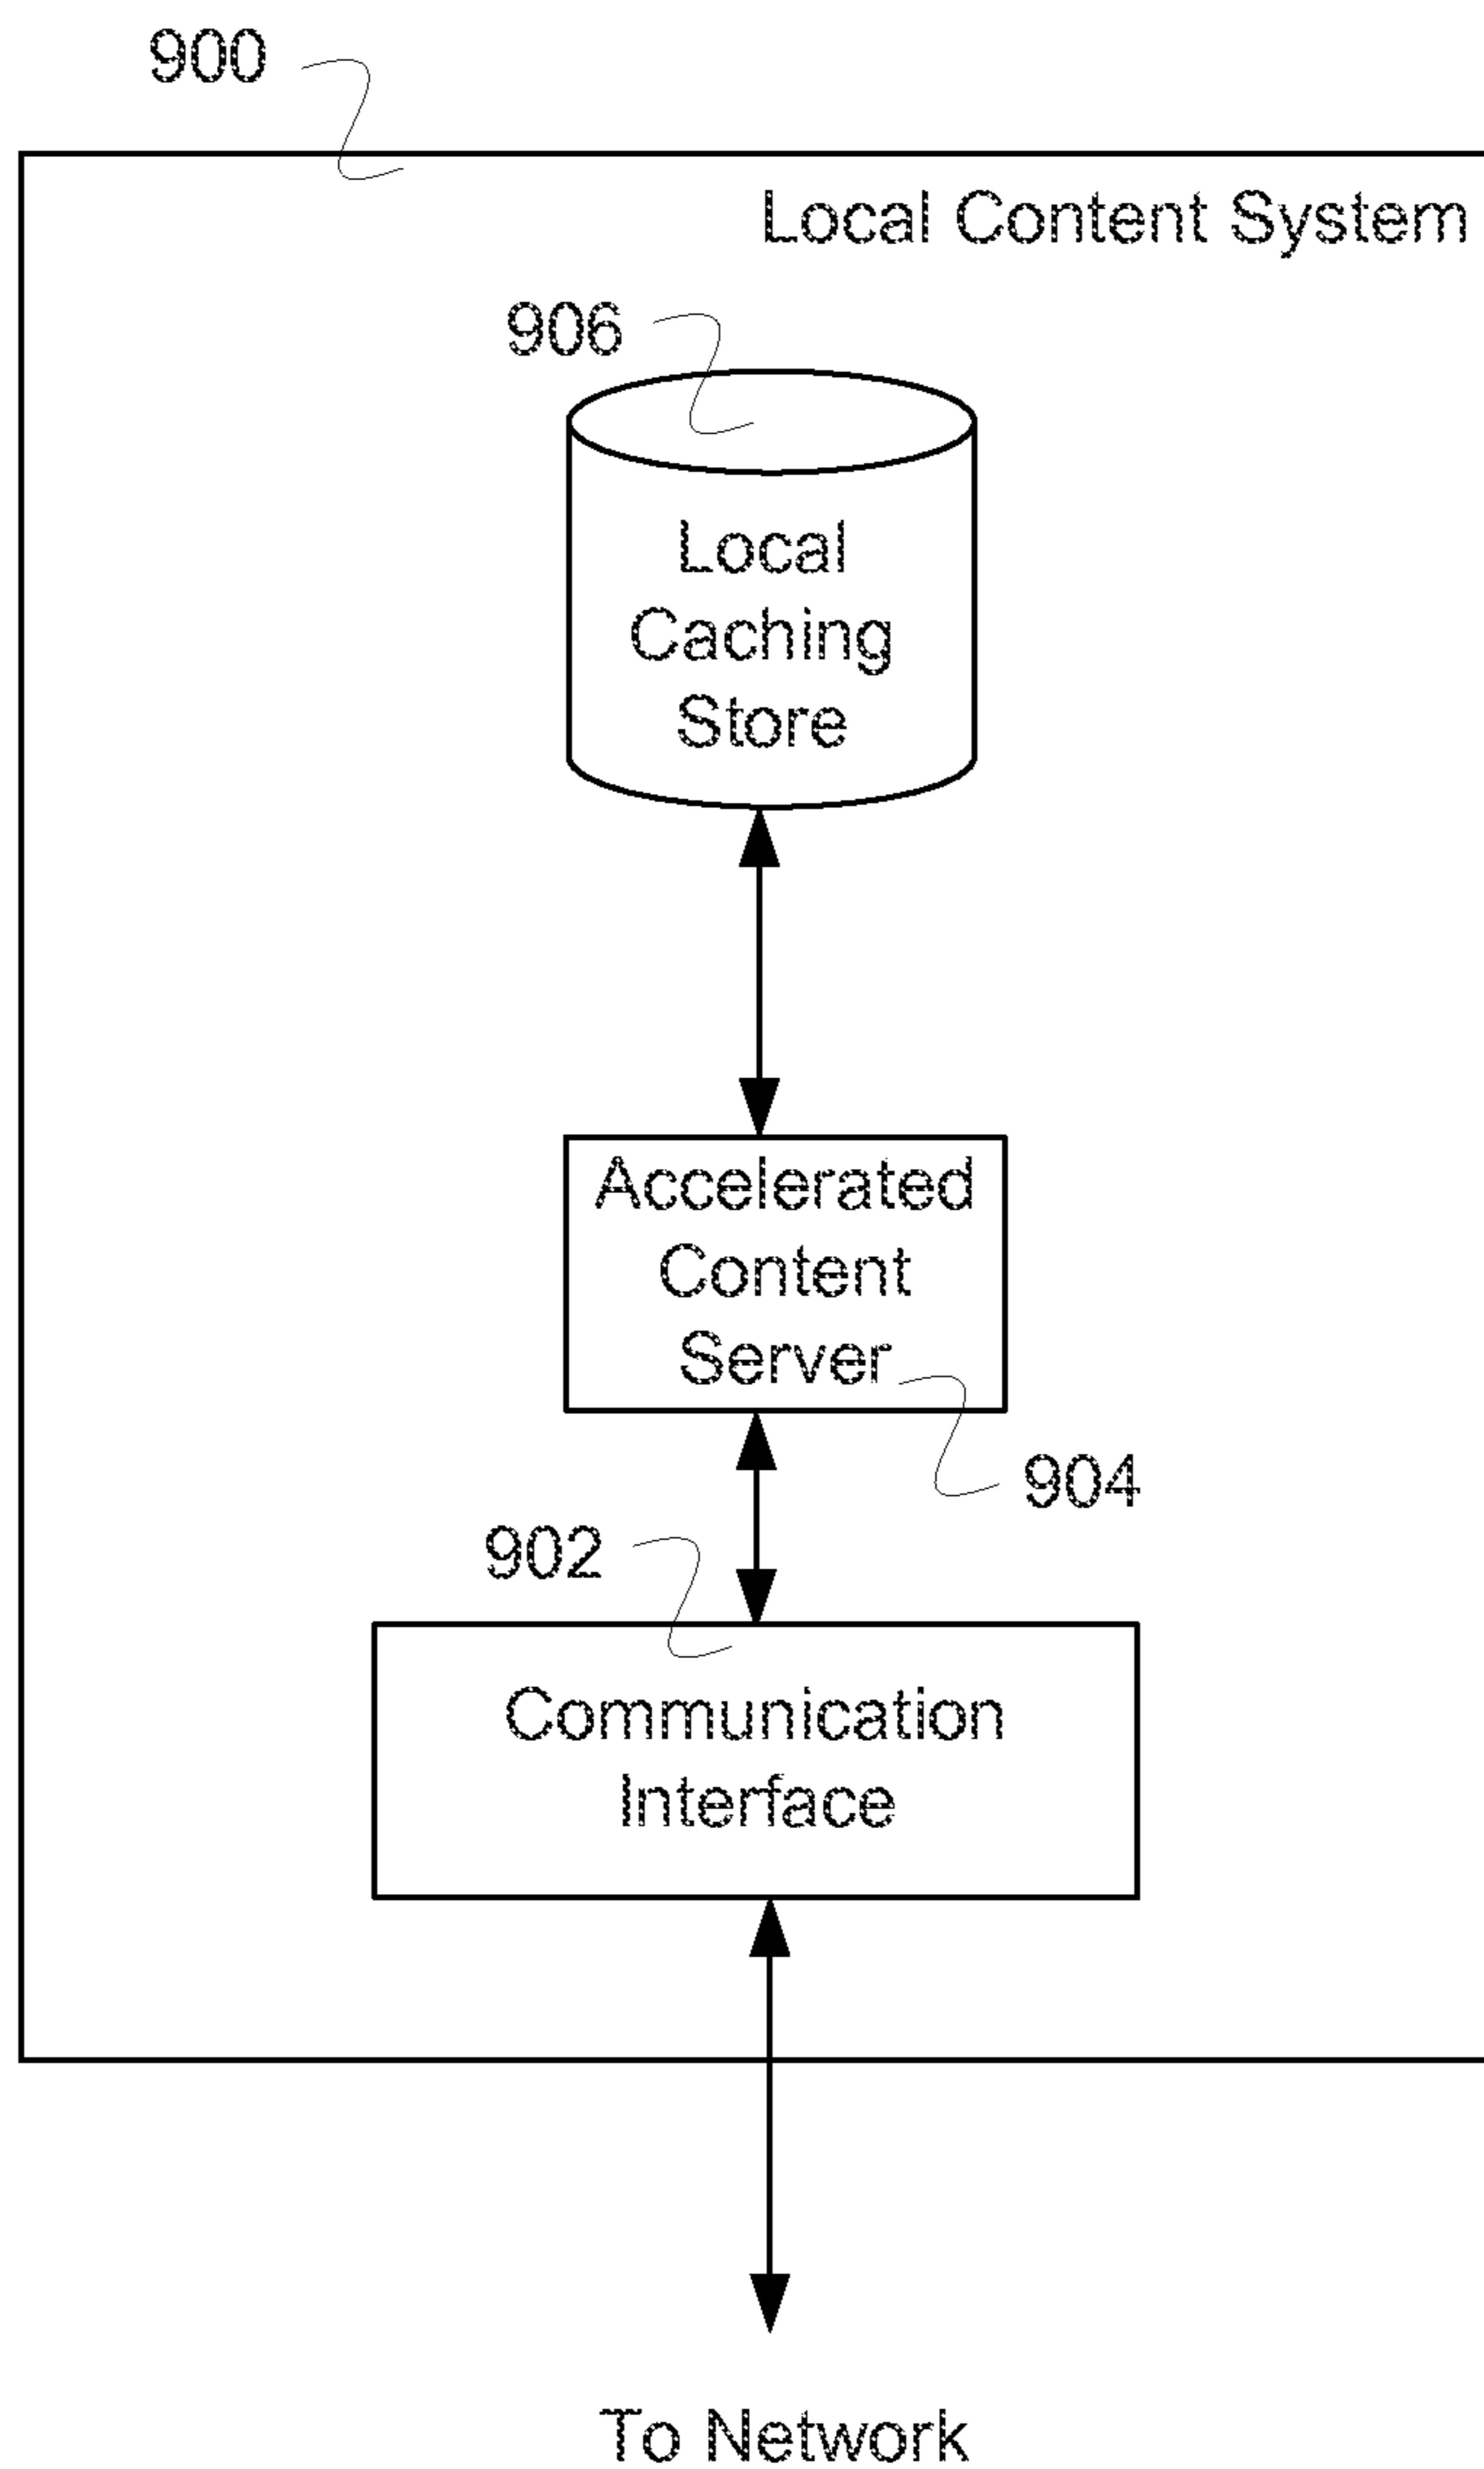 900
Local Content System
906
Local
Caching
Store
Accelerated
Content
Server
904
902
Communication
Interface
To Network